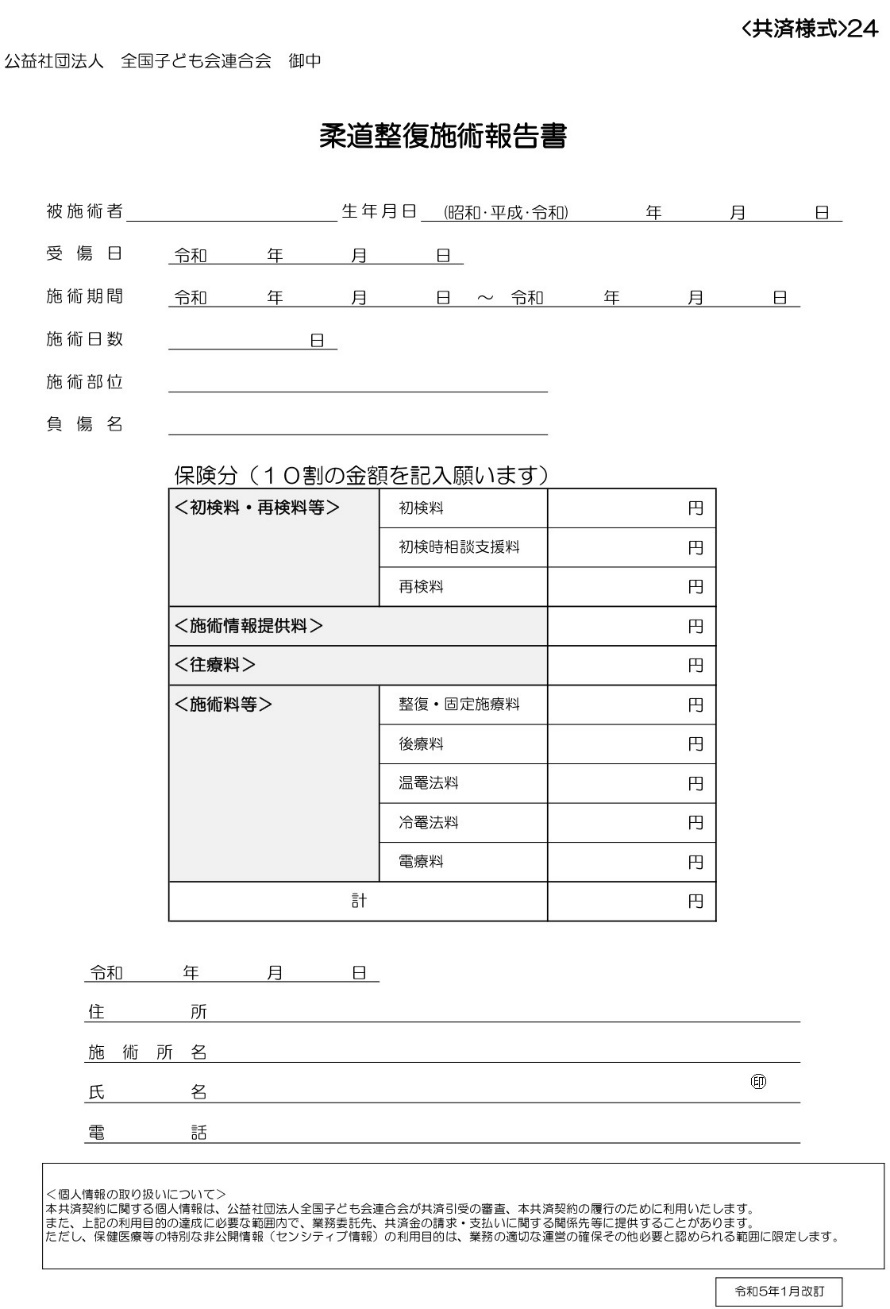 <共済様式>24
公益社団法人　全国子ども会連合会　御中
柔道整復施術報告書
被施術者　生年月日　(昭和・平成・令和)　年　月　日
受傷日　令和　年　月　日
施術期間　令和　年　月　日　～　令和　年　月　日
施術日数　日
施術部位
負傷名
保険分（１０割の金額を記入願います）
＜初検料・再検料等＞　初検料　円
初検時相談支援料　円
再検料　円
＜施術情報提供料＞　円
＜往療料＞　円
＜施術料等＞　整復・固定施療料　円
後療料　円
温罨法料　円
冷罨法料　円
電療料　円
計　円
令和　年　月　日
住所
施術所名
氏名　㊞
電話
＜個人情報の取り扱いについて＞
本共済契約に関する個人情報は、公益社団法人全国子ども会連合会が共済引受の審査、本共済契約の履行のために利用いたします。
また、上記の利用目的の達成に必要な範囲内で、業務委託先、共済金の請求・支払いに関する関係先等に提供することがあります。
ただし、保健医療等の特別な非公開情報（センシティブ情報）の利用目的は、業務の適切な運営の確保その他必要と認められる範囲に限定します。
令和5年1月改訂